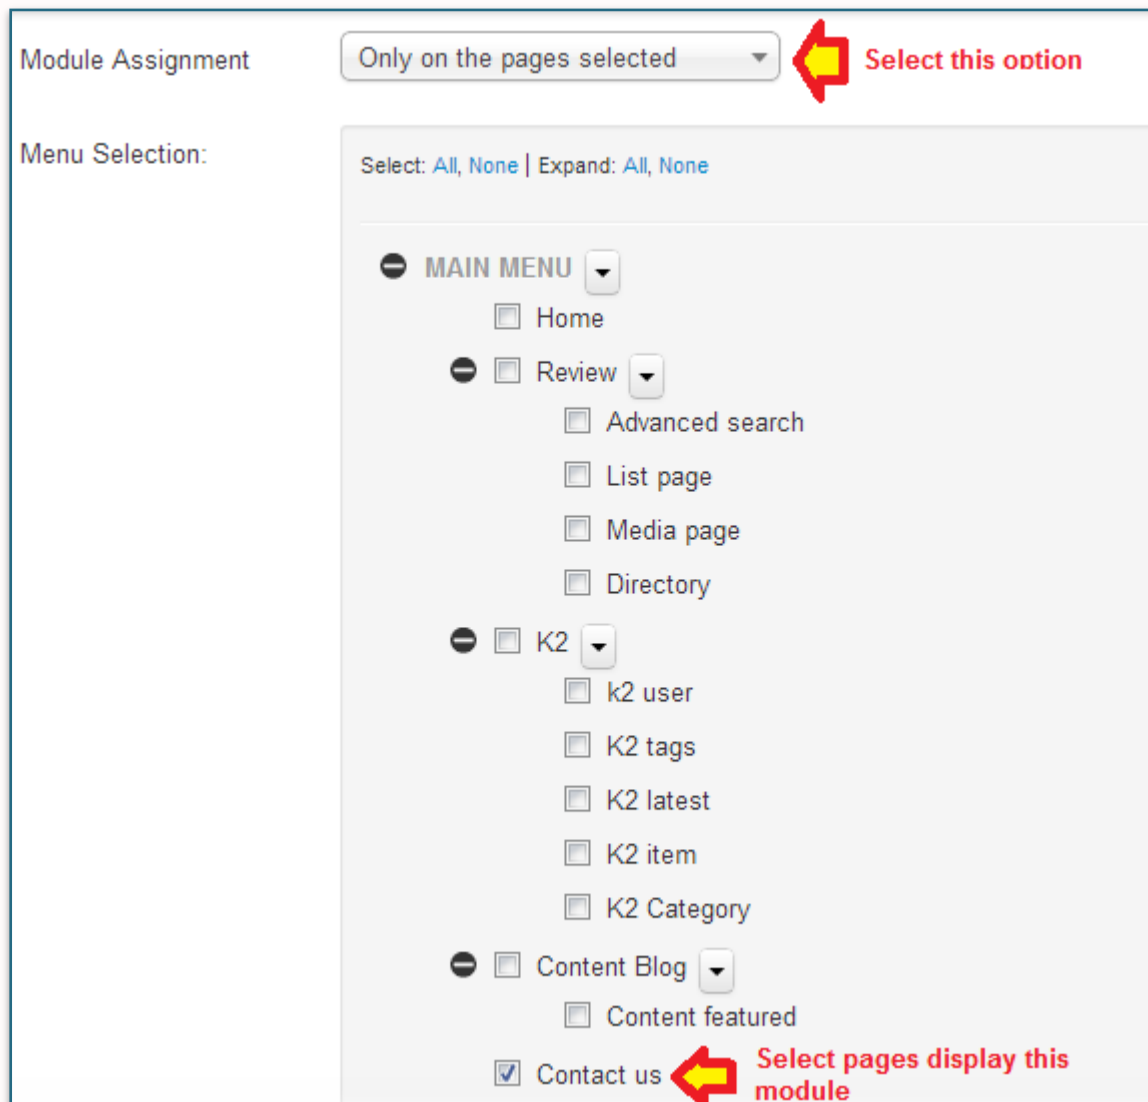 Module Assignment
Only on the pages selected
Select this option
Menu Selection:
Select: All, None | Expand: All, None
MAIN MENU
Home
Review
Advanced search
List page
Media page
Directory
K2
k2 user
K2 tags
K2 latest
K2 item
K2 Category
Content Blog
Content featured
Contact us
Select pages display this
module